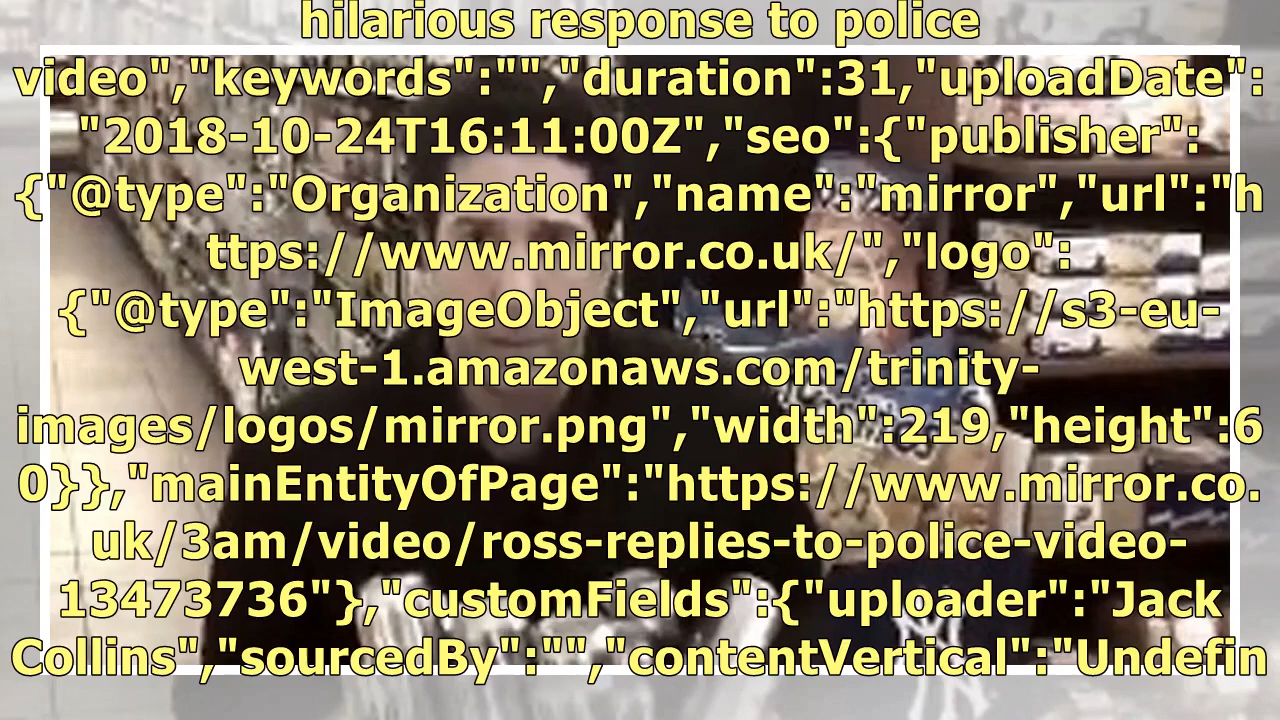 hilarious response to police
video","keywords":"","duration":31,"uploadDate":
"2018-10-24T16:11:00Z","seo":{"publisher":
{"@type":"Organization","name":"mirror","url":"h
ttps://www.mirror.co.uk/","logo":
{"@type":"ImageObject","url":"https://s3-eu-
west-1.amazonaws.com/trinity-
images/logos/mirror.png","width":219,"height":6
0}},"mainEntityOfPage":"https://www.mirror.co.
uk/3am/video/ross-replies-to-police-video-
13473736"},"customFields":{"uploader":"Jack
Collins","sourcedBy":"","contentVertical":"Undefin